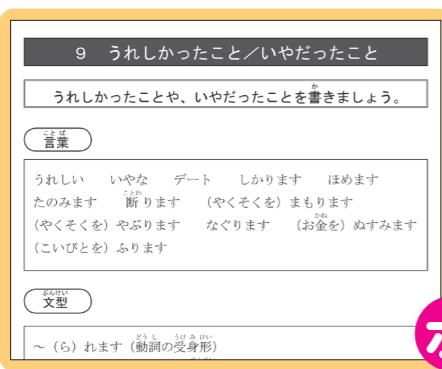 9 うれしかったこと／いやだったこと
うれしかったことや、いやだったことを書きましょう。
言葉
うれしい いやな デート しかります ほめます
たのみます 断ります （やくそくを）まもります
（やくそくを）やぶります なぐります （お金を）ぬすみます
（こいびとを）ふります
文型
～（ら）れます（動詞の受身形）